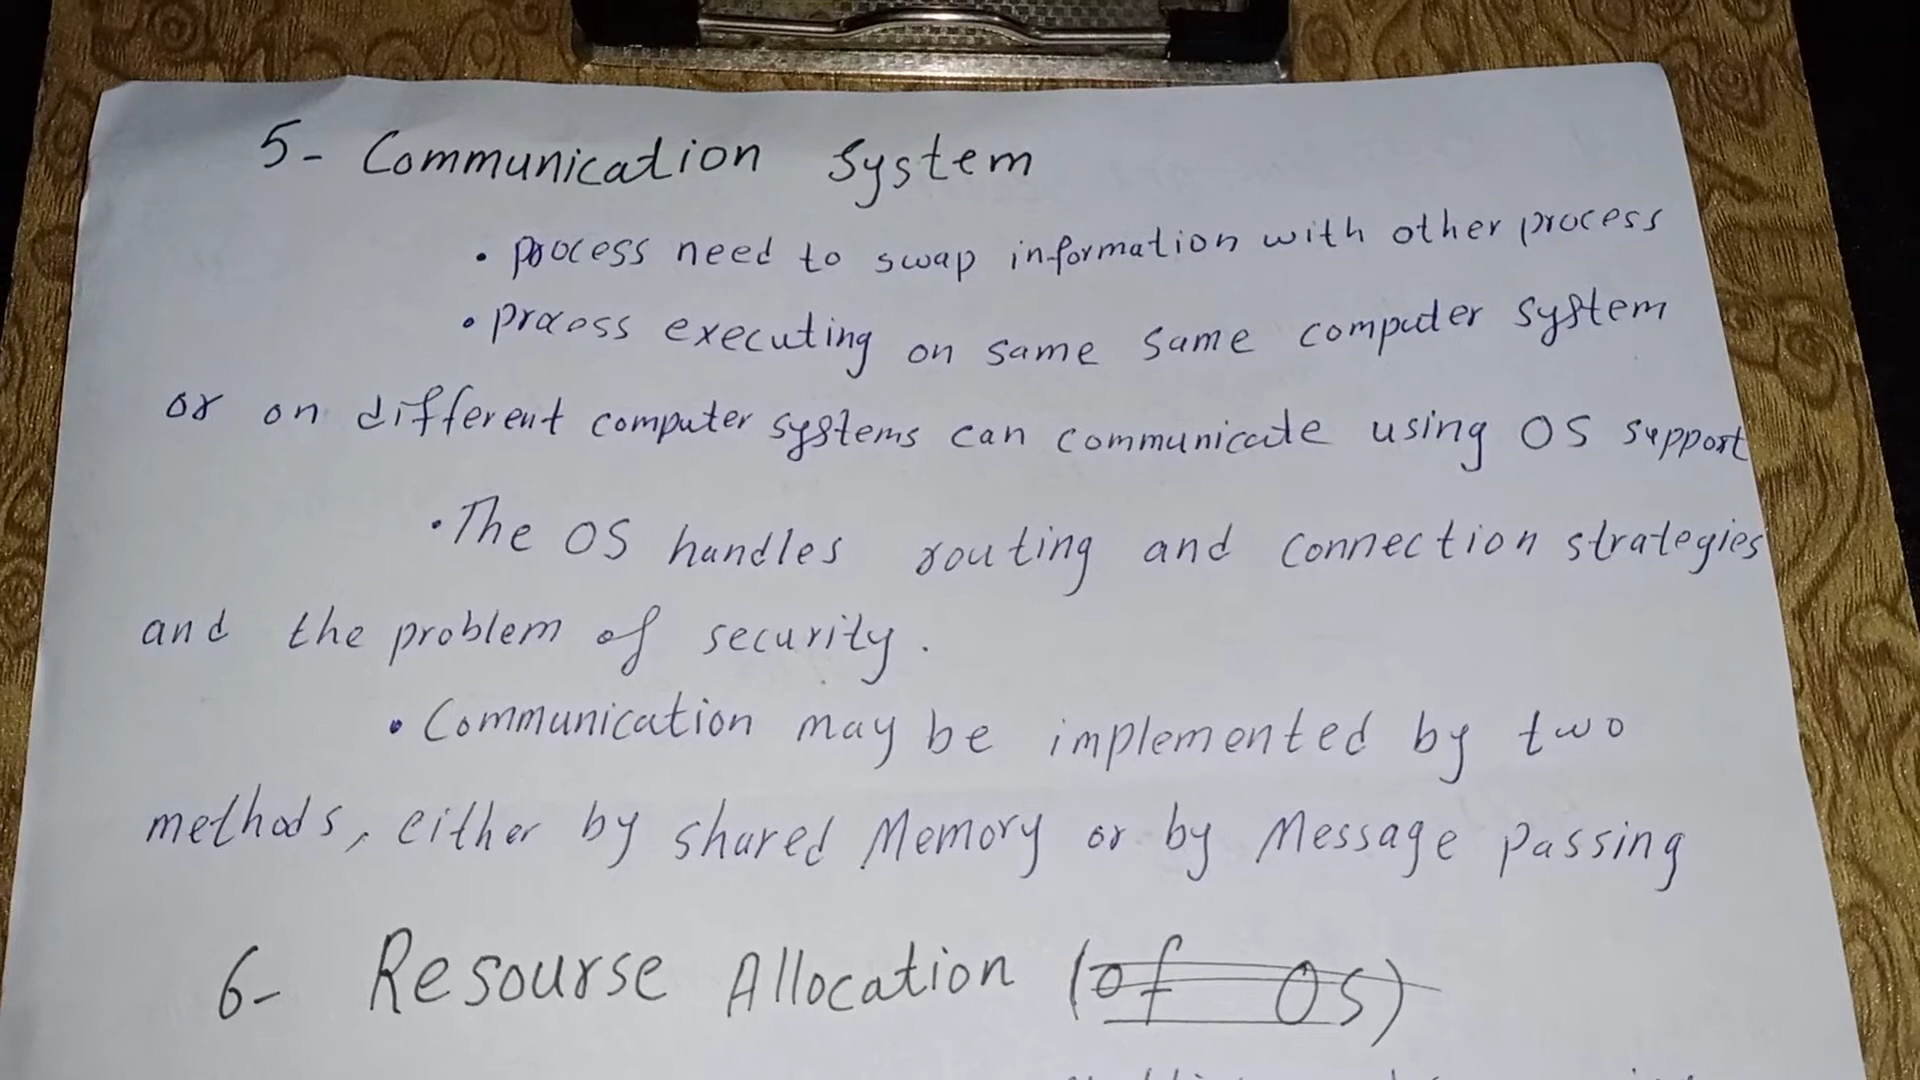 5- Communication System
• process need to swap information with other process
• process executing on same same computer system
or on different computer systems can communicate using OS support
• The OS handles routing and connection strategies
and the problem of security.
• Communication may be implemented by two
methods, either by shared Memory or by Message Passing
6- Resourse Allocation (of OS)